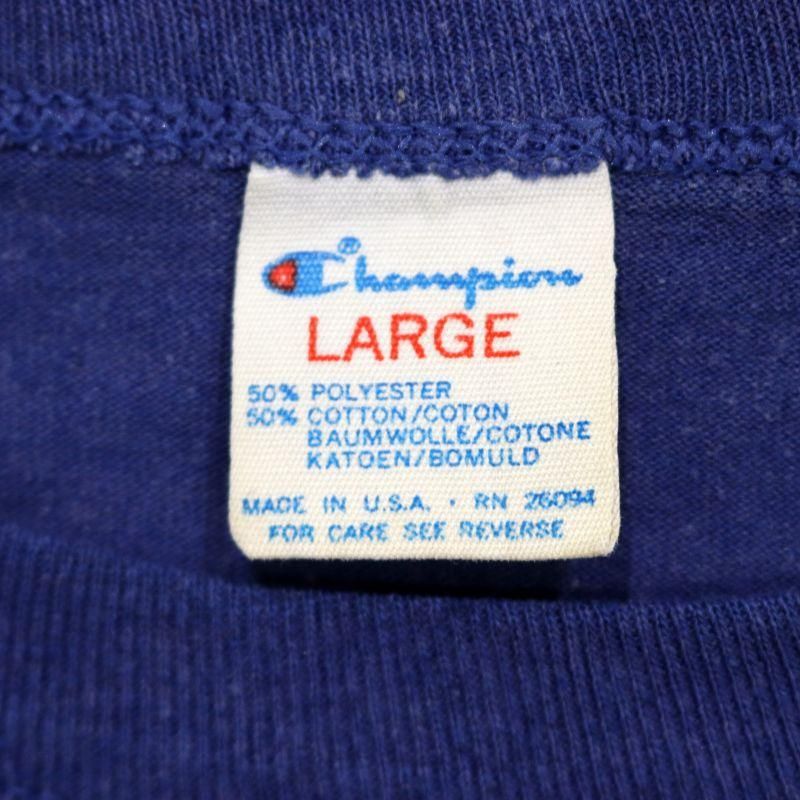 Champion®
LARGE
50% POLYESTER
50% COTTON/COTON
BAUMWOLLE/COTONE
KATOEN/BOMULD
MADE IN U.S.A. · RN 26094
FOR CARE SEE REVERSE